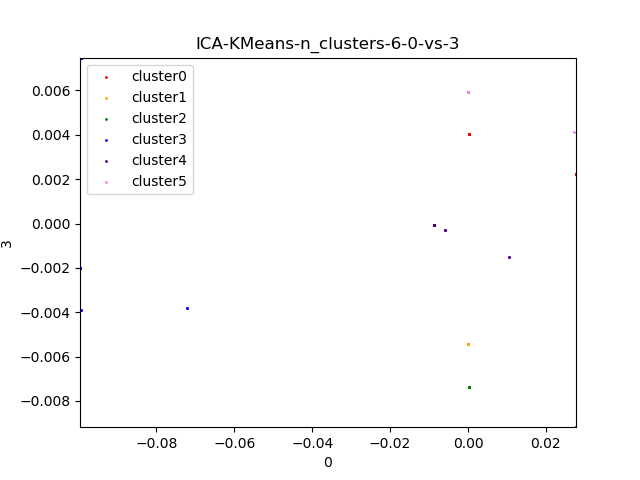 ICA-KMeans-n_clusters-6-0-vs-3
cluster0
cluster1
cluster2
cluster3
cluster4
cluster5
0.006
0.004
0.002
0.000
−0.002
−0.004
−0.006
−0.008
3
−0.08
−0.06
−0.04
−0.02
0.00
0.02
0